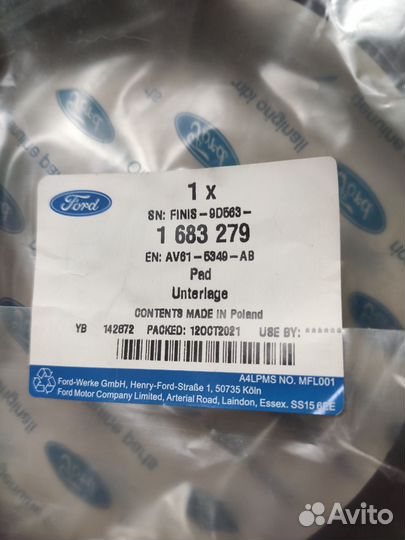 Ford
1 x
SN: FINIS-9D563-
1 683 279
EN: AV61-5349-AB
Pad
Unterlage
CONTENTS MADE IN Poland
YB 142872 PACKED: 12OCT2021 USE BY: ******
A4LPMS NO. MFL001
Ford-Werke GmbH, Henry-Ford-Straße 1, 50735 Köln
Ford Motor Company Limited, Arterial Road, Laindon, Essex. SS15 6EE
Avito